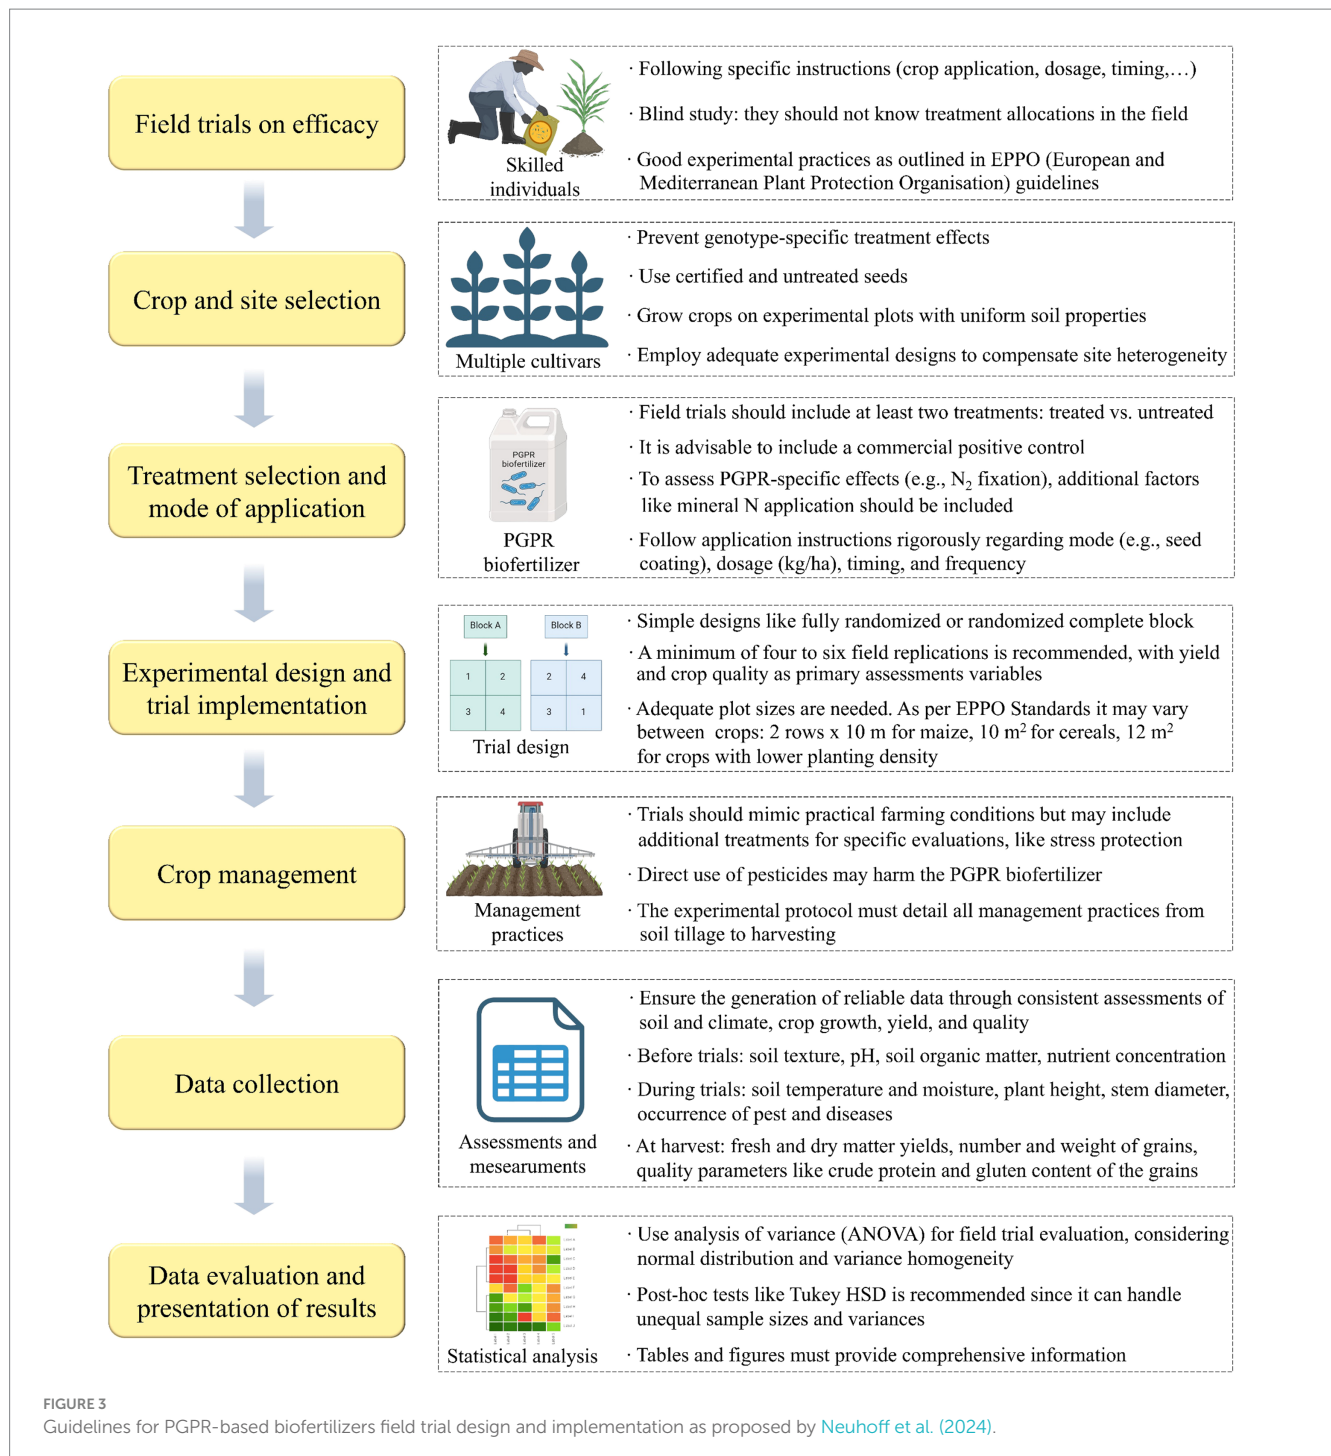 Field trials on efficacy
Skilled
individuals
· Following specific instructions (crop application, dosage, timing,…)
· Blind study: they should not know treatment allocations in the field
· Good experimental practices as outlined in EPPO (European and
Mediterranean Plant Protection Organisation) guidelines
Crop and site selection
Multiple cultivars
· Prevent genotype-specific treatment effects
· Use certified and untreated seeds
· Grow crops on experimental plots with uniform soil properties
· Employ adequate experimental designs to compensate site heterogeneity
Treatment selection and
mode of application
PGPR
biofertilizer
PGPR
biofertilizer
· Field trials should include at least two treatments: treated vs. untreated
· It is advisable to include a commercial positive control
· To assess PGPR-specific effects (e.g., N₂ fixation), additional factors
like mineral N application should be included
· Follow application instructions rigorously regarding mode (e.g., seed
coating), dosage (kg/ha), timing, and frequency
Experimental design and
trial implementation
Block A
Block B
1 2 2 4
3 4 3 1
Trial design
· Simple designs like fully randomized or randomized complete block
· A minimum of four to six field replications is recommended, with yield
and crop quality as primary assessments variables
· Adequate plot sizes are needed. As per EPPO Standards it may vary
between crops: 2 rows x 10 m for maize, 10 m² for cereals, 12 m²
for crops with lower planting density
Crop management
Management
practices
· Trials should mimic practical farming conditions but may include
additional treatments for specific evaluations, like stress protection
· Direct use of pesticides may harm the PGPR biofertilizer
· The experimental protocol must detail all management practices from
soil tillage to harvesting
Data collection
Assessments and
mesearuments
· Ensure the generation of reliable data through consistent assessments of
soil and climate, crop growth, yield, and quality
· Before trials: soil texture, pH, soil organic matter, nutrient concentration
· During trials: soil temperature and moisture, plant height, stem diameter,
occurrence of pest and diseases
· At harvest: fresh and dry matter yields, number and weight of grains,
quality parameters like crude protein and gluten content of the grains
Data evaluation and
presentation of results
Statistical analysis
· Use analysis of variance (ANOVA) for field trial evaluation, considering
normal distribution and variance homogeneity
· Post-hoc tests like Tukey HSD is recommended since it can handle
unequal sample sizes and variances
· Tables and figures must provide comprehensive information
FIGURE 3
Guidelines for PGPR-based biofertilizers field trial design and implementation as proposed by Neuhoff et al. (2024).